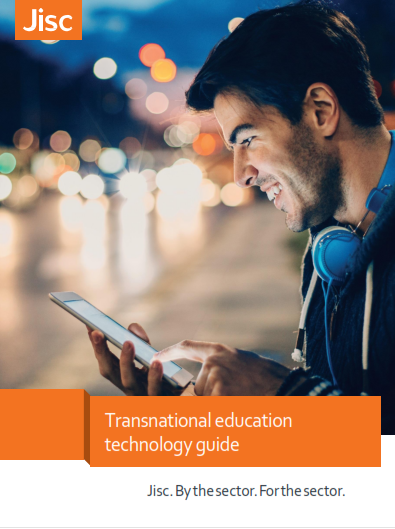 Jisc
Transnational education
technology guide
Jisc. By the sector. For the sector.